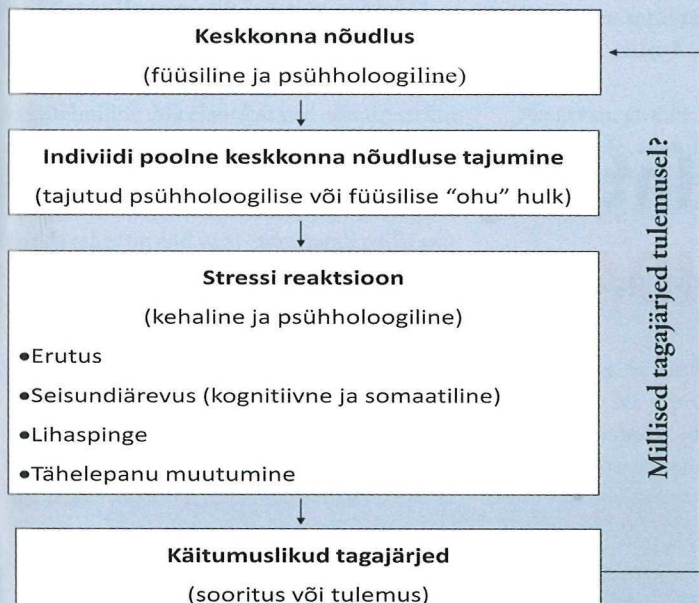 Keskkonna nõudlus
(füüsiline ja psühholoogiline)
Indiviidi poolne keskkonna nõudluse tajumine
(tajutud psühholoogilise või füüsilise “ohu” hulk)
Stressi reaktsioon
(kehaline ja psühholoogiline)
•Erutus
•Seisundiärevus (kognitiivne ja somaatiline)
•Lihaspinge
•Tähelepanu muutumine
Käitumuslikud tagajärjed
(sooritus või tulemus)
Millised tagajärjed tulemusel?